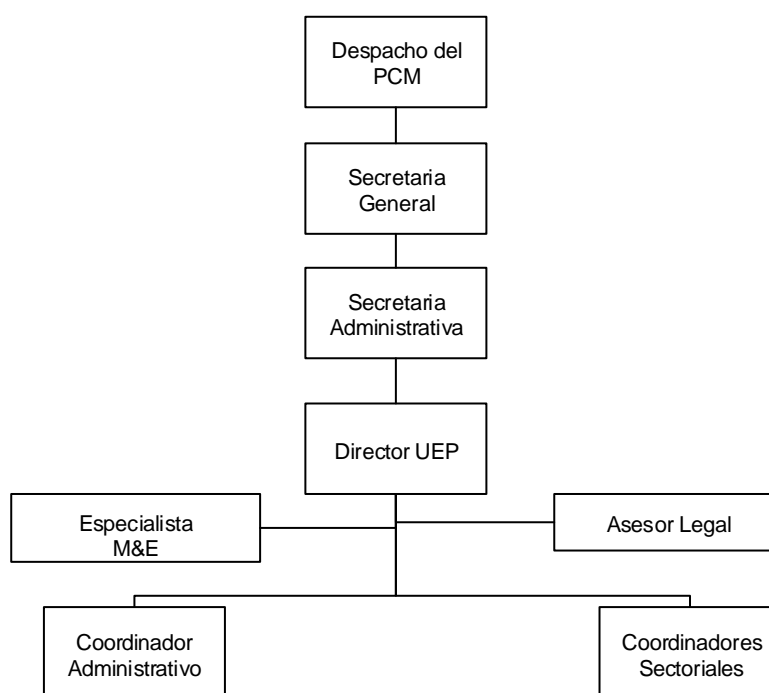 Despacho del
PCM
Secretaria
General
Secretaria
Administrativa
Director UEP
Especialista
M&E
Asesor Legal
Coordinador
Administrativo
Coordinadores
Sectoriales